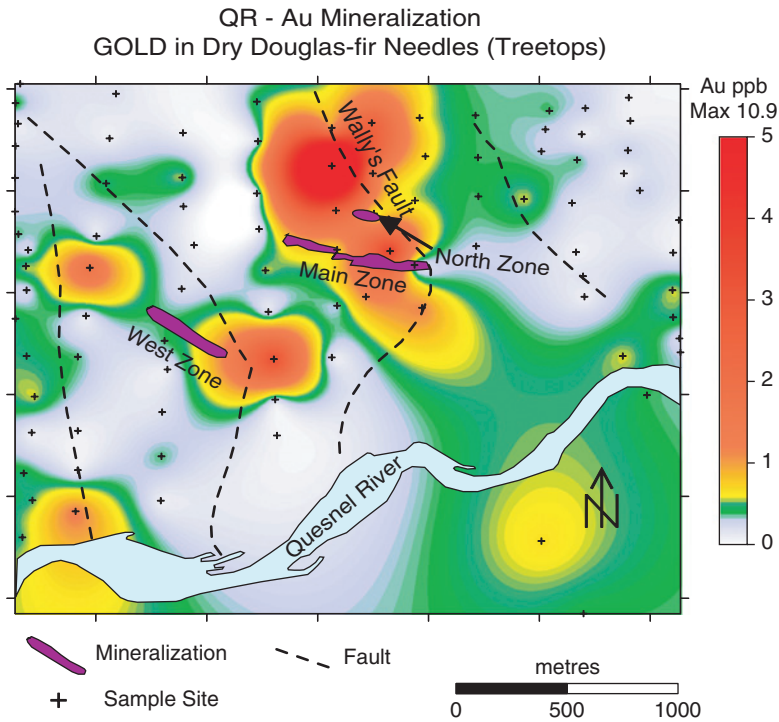 QR - Au Mineralization
GOLD in Dry Douglas-fir Needles (Treetops)
Au ppb
Max 10.9
5
4
3
2
1
0
Wally's Fault
North Zone
Main Zone
West Zone
Quesnel River
N
Mineralization
Fault
Sample Site
metres
0
500
1000